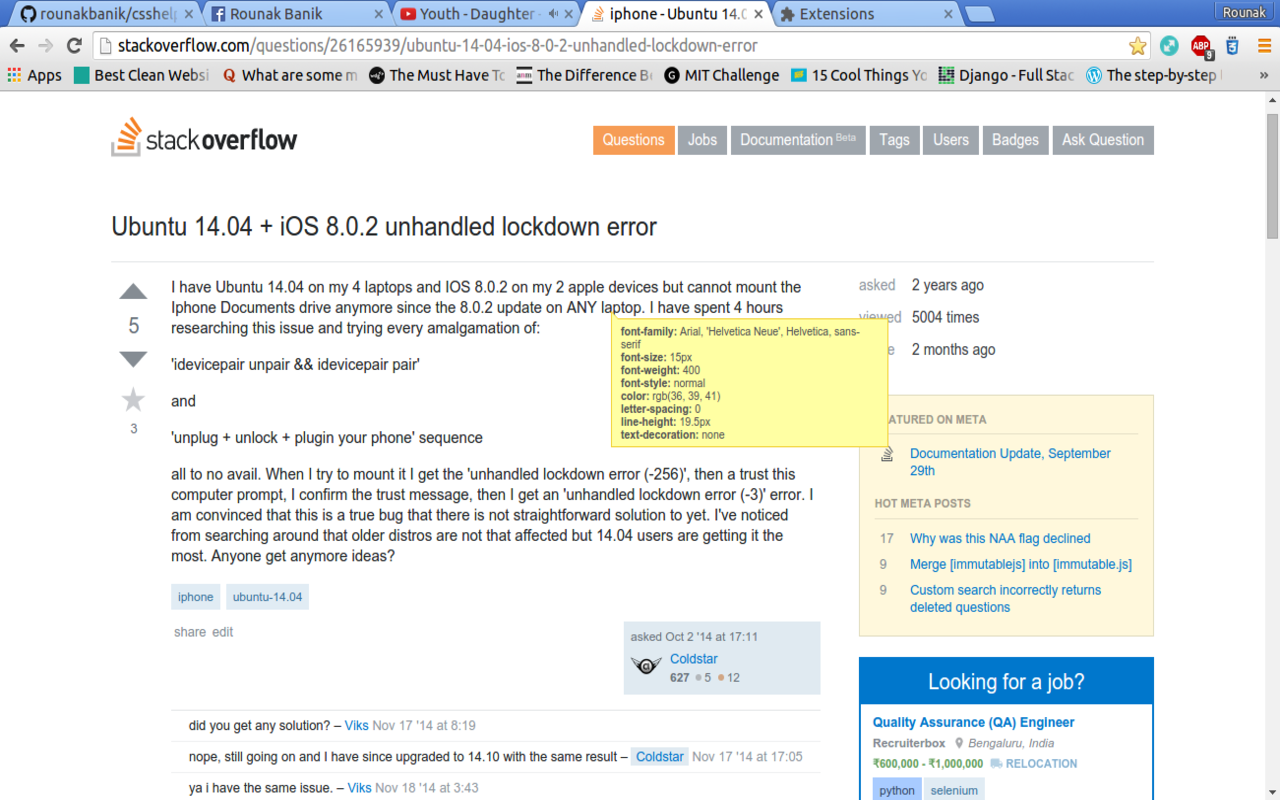 rounakbanik/csshelp
Rounak Banik
Youth - Daughter
iphone - Ubuntu 14.0
Extensions
Rounak
stackoverflow.com/questions/26165939/ubuntu-14-04-ios-8-0-2-unhandled-lockdown-error
ABP
9
Apps
Best Clean Websi
What are some m
The Must Have To
The Difference Be
MIT Challenge
15 Cool Things Yo
Django - Full Stac
The step-by-step
»
stackoverflow
Questions
Jobs
Documentation Beta
Tags
Users
Badges
Ask Question
Ubuntu 14.04 + iOS 8.0.2 unhandled lockdown error
5
3
I have Ubuntu 14.04 on my 4 laptops and IOS 8.0.2 on my 2 apple devices but cannot mount the
Iphone Documents drive anymore since the 8.0.2 update on ANY laptop. I have spent 4 hours
researching this issue and trying every amalgamation of:
'idevicepair unpair && idevicepair pair'
and
'unplug + unlock + plugin your phone' sequence
all to no avail. When I try to mount it I get the 'unhandled lockdown error (-256)', then a trust this
computer prompt, I confirm the trust message, then I get an 'unhandled lockdown error (-3)' error. I
am convinced that this is a true bug that there is not straightforward solution to yet. I've noticed
from searching around that older distros are not that affected but 14.04 users are getting it the
most. Anyone get anymore ideas?
font-family: Arial, 'Helvetica Neue', Helvetica, sans-
serif
font-size: 15px
font-weight: 400
font-style: normal
color: rgb(36, 39, 41)
letter-spacing: 0
line-height: 19.5px
text-decoration: none
iphone
ubuntu-14.04
share edit
asked Oct 2 '14 at 17:11
Coldstar
627 5 12
did you get any solution? – Viks Nov 17 '14 at 8:19
nope, still going on and I have since upgraded to 14.10 with the same result – Coldstar Nov 17 '14 at 17:05
ya i have the same issue. – Viks Nov 18 '14 at 3:43
asked 2 years ago
viewed 5004 times
e 2 months ago
ATURED ON META
Documentation Update, September
29th
HOT META POSTS
17 Why was this NAA flag declined
9 Merge [immutablejs] into [immutable.js]
9 Custom search incorrectly returns
deleted questions
Looking for a job?
Quality Assurance (QA) Engineer
Recruiterbox Bengaluru, India
₹600,000 - ₹1,000,000 RELOCATION
python
selenium